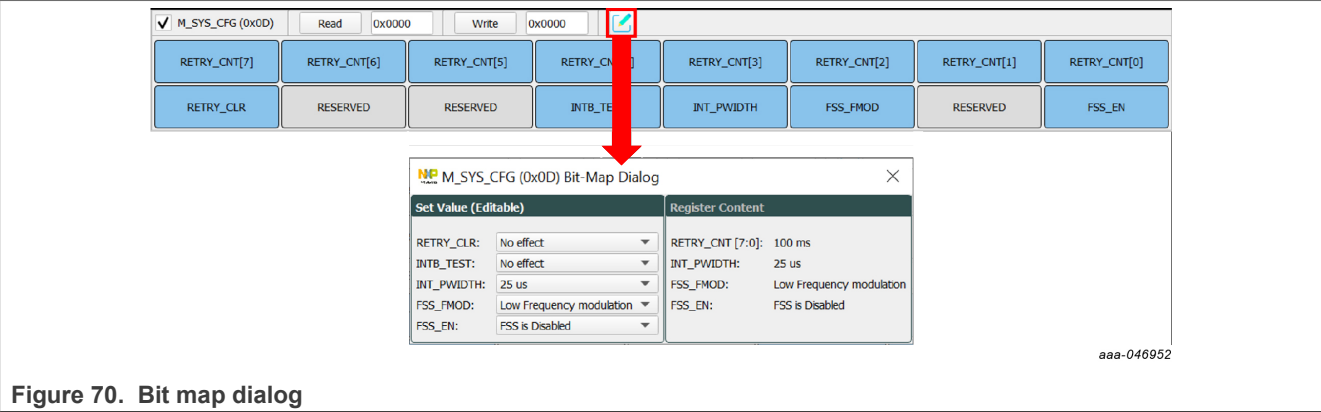 M_SYS_CFG (0x0D) Read 0x0000 Write 0x0000
RETRY_CNT[7] RETRY_CNT[6] RETRY_CNT[5] RETRY_CN ] RETRY_CNT[3] RETRY_CNT[2] RETRY_CNT[1] RETRY_CNT[0]
RETRY_CLR RESERVED RESERVED INTB_TE INT_PWIDTH FSS_FMOD RESERVED FSS_EN
NXP M_SYS_CFG (0x0D) Bit-Map Dialog
Set Value (Editable) Register Content
RETRY_CLR: No effect RETRY_CNT [7:0]: 100 ms
INTB_TEST: No effect INT_PWIDTH: 25 us
INT_PWIDTH: 25 us FSS_FMOD: Low Frequency modulation
FSS_FMOD: Low Frequency modulation FSS_EN: FSS is Disabled
FSS_EN: FSS is Disabled
aaa-046952
Figure 70. Bit map dialog